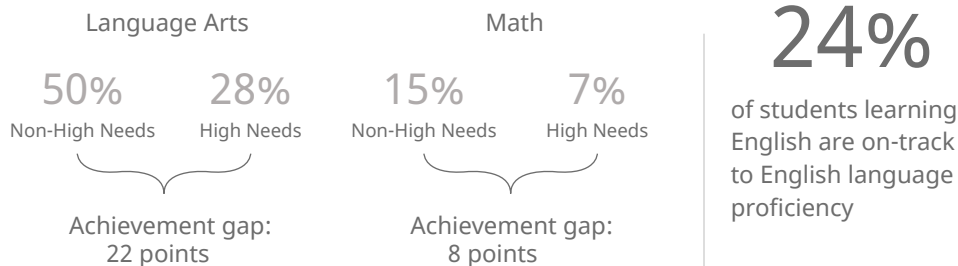 Language Arts
50% 28%
Non-High Needs High Needs
Achievement gap:
22 points
Math
15% 7%
Non-High Needs High Needs
Achievement gap:
8 points
24%
of students learning
English are on-track
to English language
proficiency